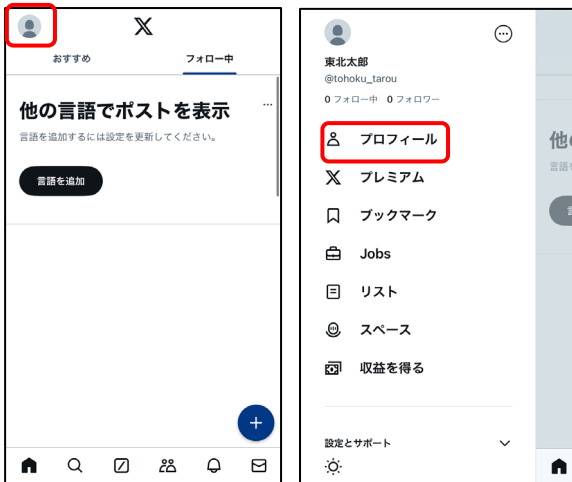 おすすめ
フォロー中
他の言語でポストを表示
言語を追加するには設定を更新してください。
言語を追加
東北太郎
@tohoku_tarou
0 フォロー中 0 フォロワー
プロフィール
プレミアム
ブックマーク
Jobs
リスト
スペース
収益を得る
設定とサポート
他
言語